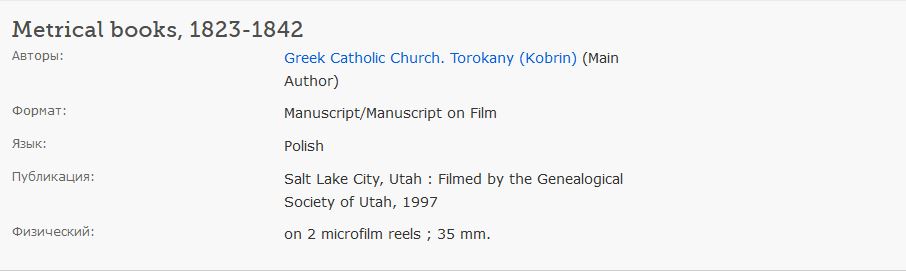 Metrical books, 1823-1842
Авторы: Greek Catholic Church. Torokany (Kobrin) (Main
Author)
Формат: Manuscript/Manuscript on Film
Язык: Polish
Публикация: Salt Lake City, Utah : Filmed by the Genealogical
Society of Utah, 1997
Физический: on 2 microfilm reels ; 35 mm.